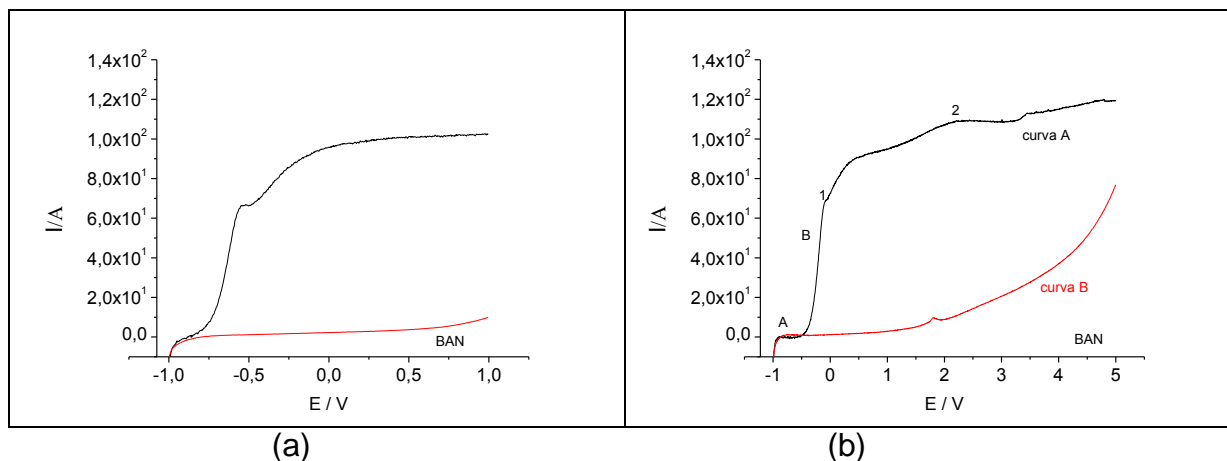 1,4x10²
1,2x10²
1,0x10²
8,0x10¹
6,0x10¹
4,0x10¹
2,0x10¹
0,0
I/A
BAN
-1,0 -0,5 0,0 0,5 1,0
E / V
(a)
1,4x10²
1,2x10²
1,0x10²
8,0x10¹
6,0x10¹
4,0x10¹
2,0x10¹
0,0
I/A
2
curva A
1
B
curva B
A
BAN
-1 0 1 2 3 4 5
E / V
(b)